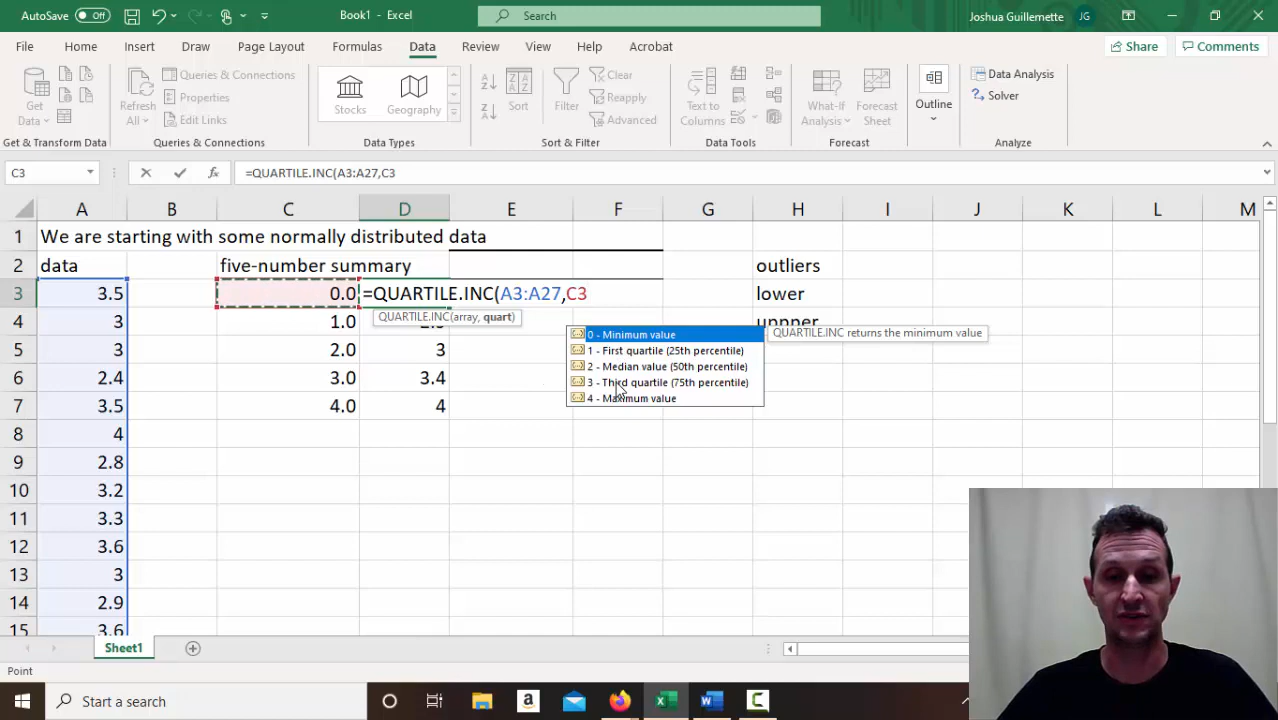 AutoSave Off Book1 - Excel Search Joshua Guillemette JG
File Home Insert Draw Page Layout Formulas Data Review View Help Acrobat Share Comments
Get Data
Refresh All
Queries & Connections
Properties
Edit Links
Stocks
Geography
Sort
Filter
Clear
Reapply
Advanced
Text to Columns
What-If Analysis
Forecast Sheet
Outline
Data Analysis
Solver
Get & Transform Data Queries & Connections Data Types Sort & Filter Data Tools Forecast Analyze
C3 fx =QUARTILE.INC(A3:A27,C3
A B C D E F G H I J K L M
1 We are starting with some normally distributed data
2 data five-number summary outliers
3 3.5 0.0 =QUARTILE.INC(A3:A27,C3 lower
QUARTILE.INC(array, quart)
4 3 1.0
0 - Minimum value QUARTILE.INC returns the minimum value
1 - First quartile (25th percentile)
2 - Median value (50th percentile)
3 - Third quartile (75th percentile)
4 - Maximum value
5 3 2.0 3
6 2.4 3.0 3.4
7 3.5 4.0 4
8 4
9 2.8
10 3.2
11 3.3
12 3.6
13 3
14 2.9
15 3.6
Sheet1
Point
Start a search